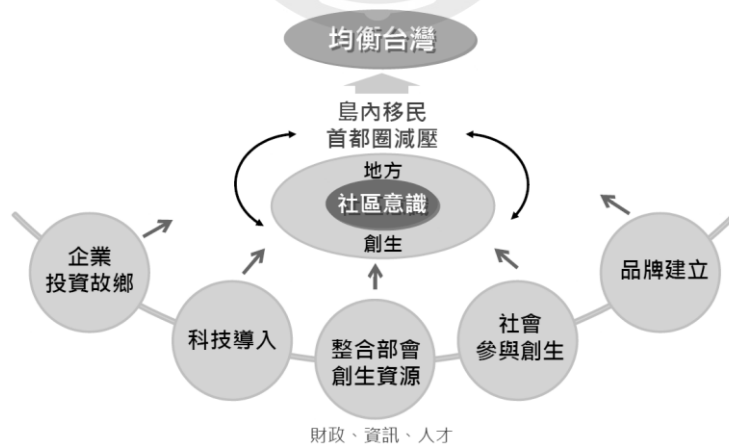 均衡台灣
島內移民
首都圈減壓
地方
社區意識
創生
企業
投資故鄉
科技導入
整合部會
創生資源
社會
參與創生
品牌建立
財政、資訊、人才